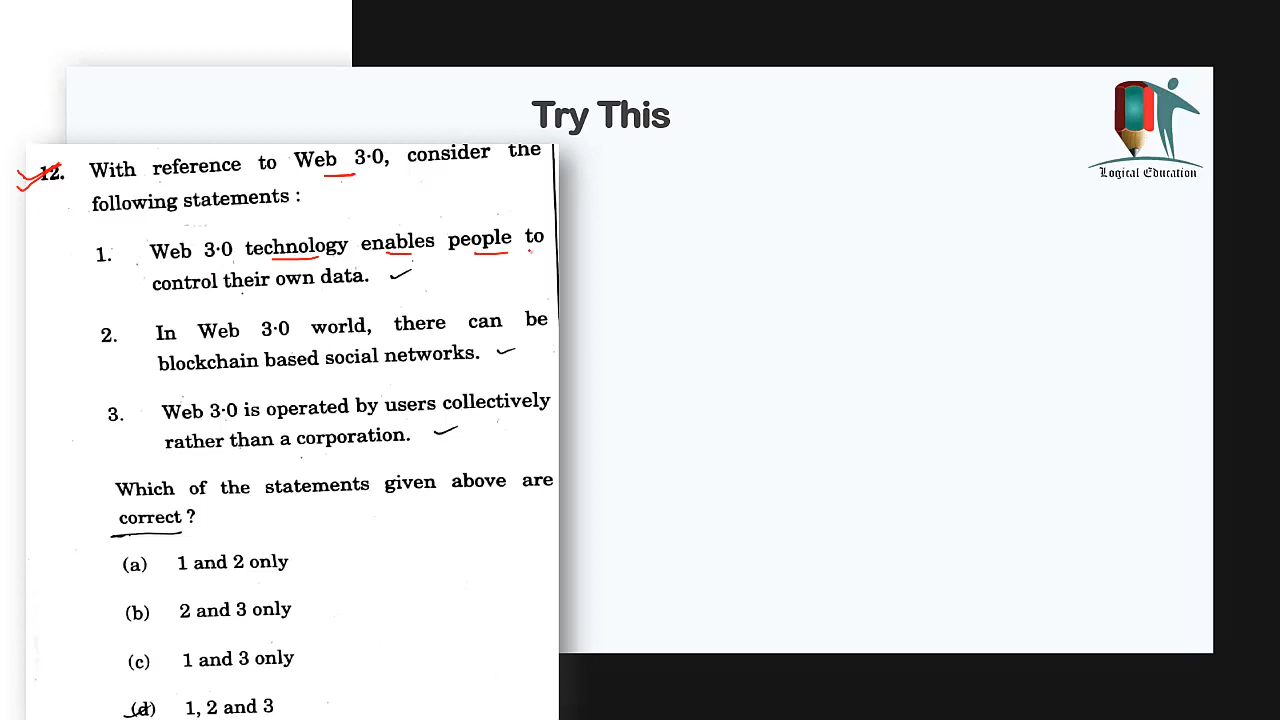 Try This
Logical Education
12. With reference to Web 3·0, consider the
following statements :
1. Web 3·0 technology enables people to
control their own data.
2. In Web 3·0 world, there can be
blockchain based social networks.
3. Web 3·0 is operated by users collectively
rather than a corporation.
Which of the statements given above are
correct ?
(a) 1 and 2 only
(b) 2 and 3 only
(c) 1 and 3 only
(d) 1, 2 and 3